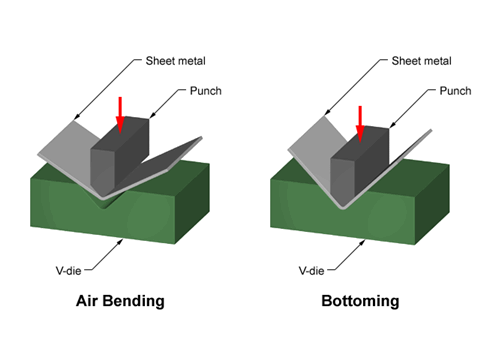 Sheet metal
Punch
V-die
Air Bending
Sheet metal
Punch
V-die
Bottoming